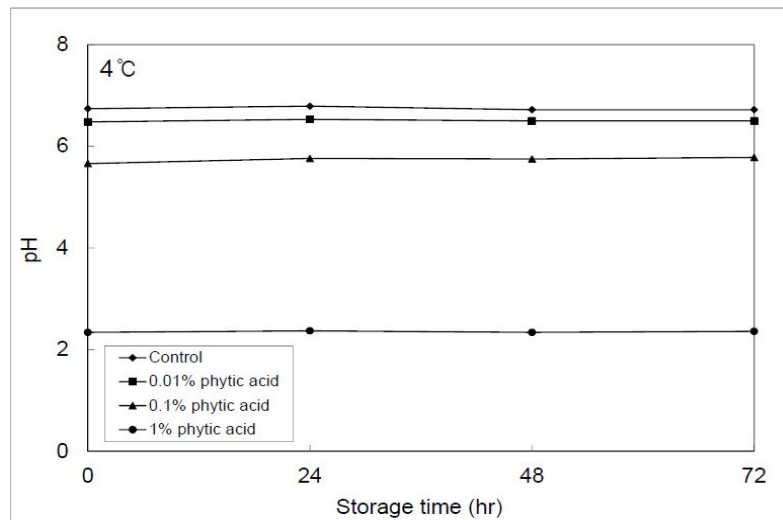 8
4℃
6
4
2
0
pH
Control
0.01% phytic acid
0.1% phytic acid
1% phytic acid
0
24
48
72
Storage time (hr)